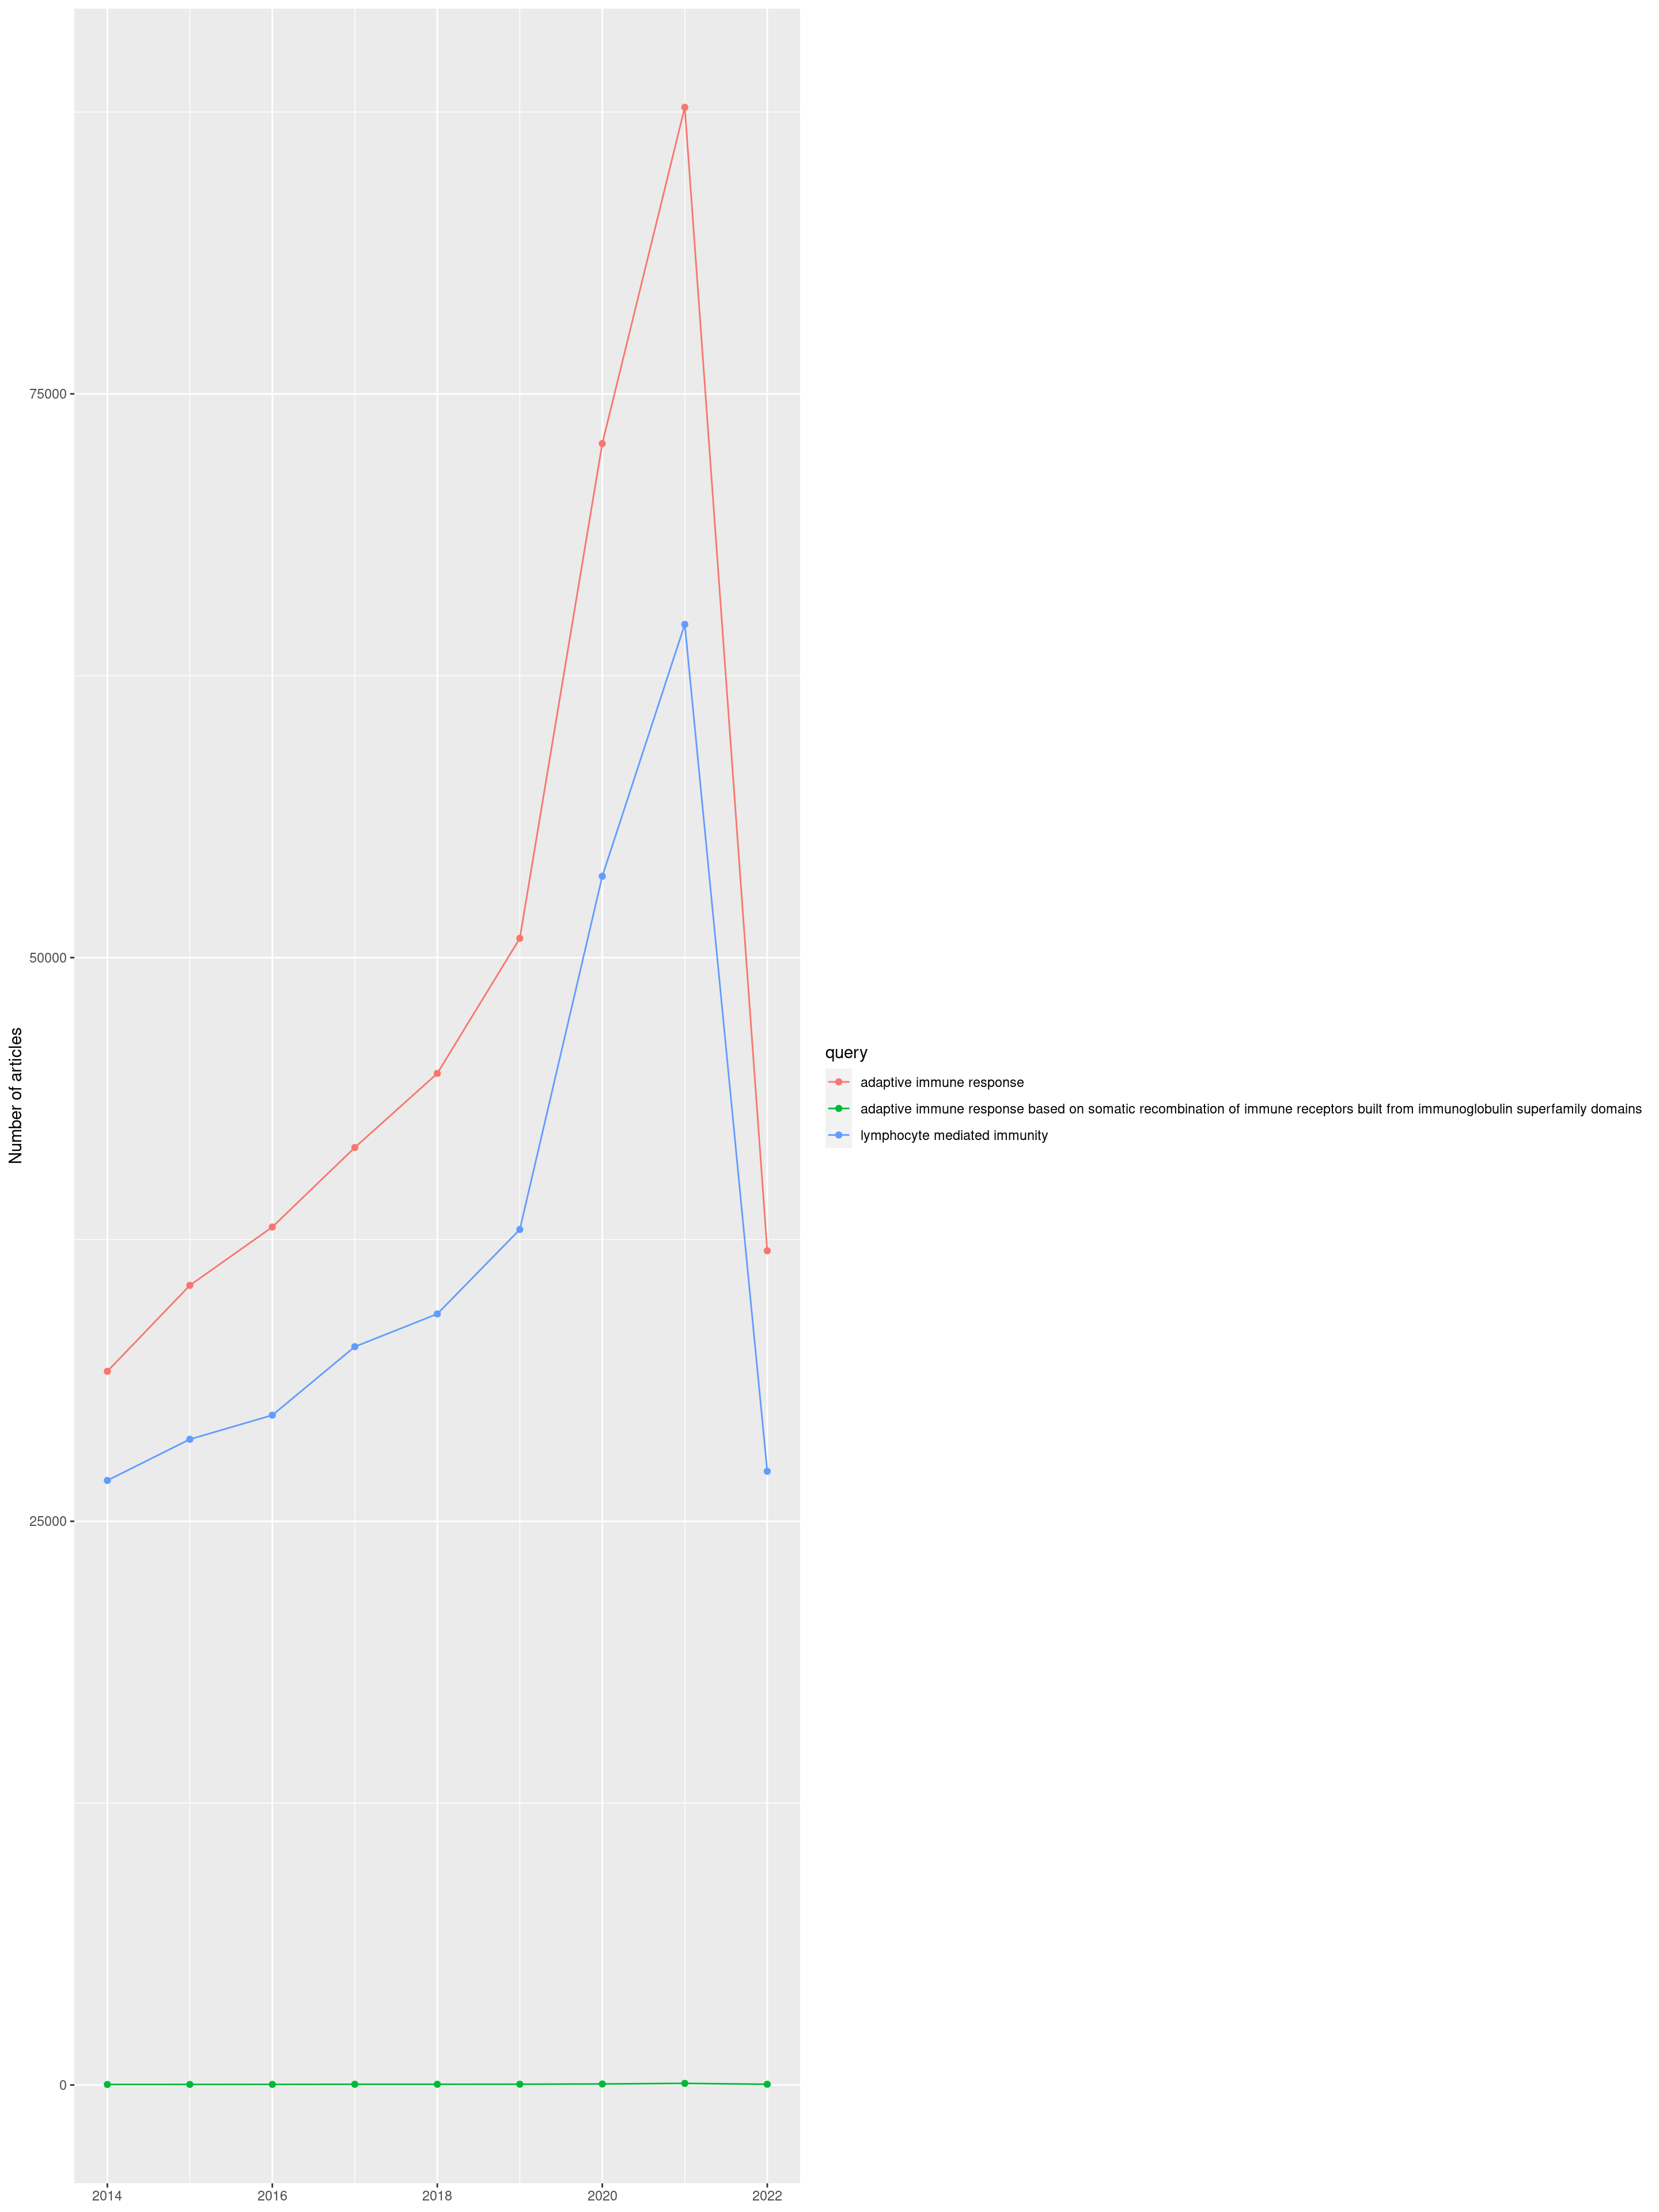 Number of articles
75000
50000
25000
0
2014 2016 2018 2020 2022
query
adaptive immune response
adaptive immune response based on somatic recombination of immune receptors built from immunoglobulin superfamily domains
lymphocyte mediated immunity